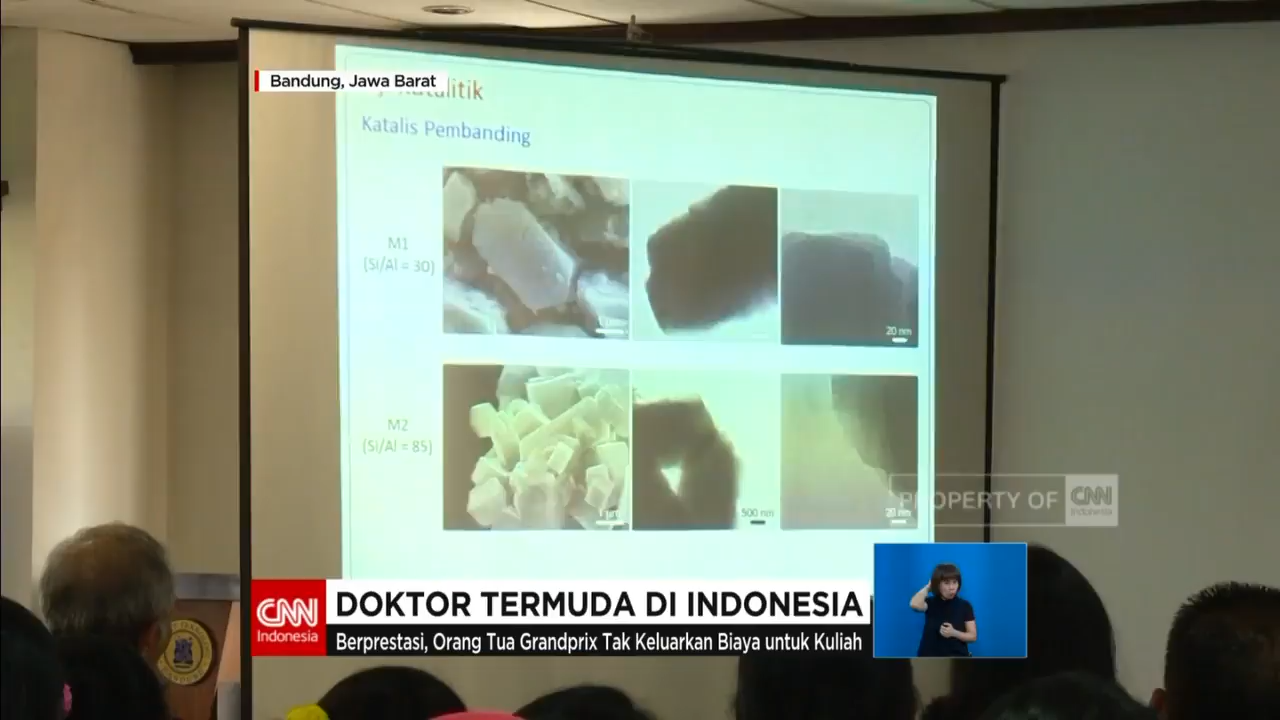 Bandung, Jawa Barat
Katalis Pembanding
M1
(Si/Al = 30)
20 nm
M2
(Si/Al = 85)
1 μm
500 nm
20 nm
PROPERTY OF CNN
Indonesia
CNN
Indonesia
DOKTOR TERMUDA DI INDONESIA
Berprestasi, Orang Tua Grandprix Tak Keluarkan Biaya untuk Kuliah